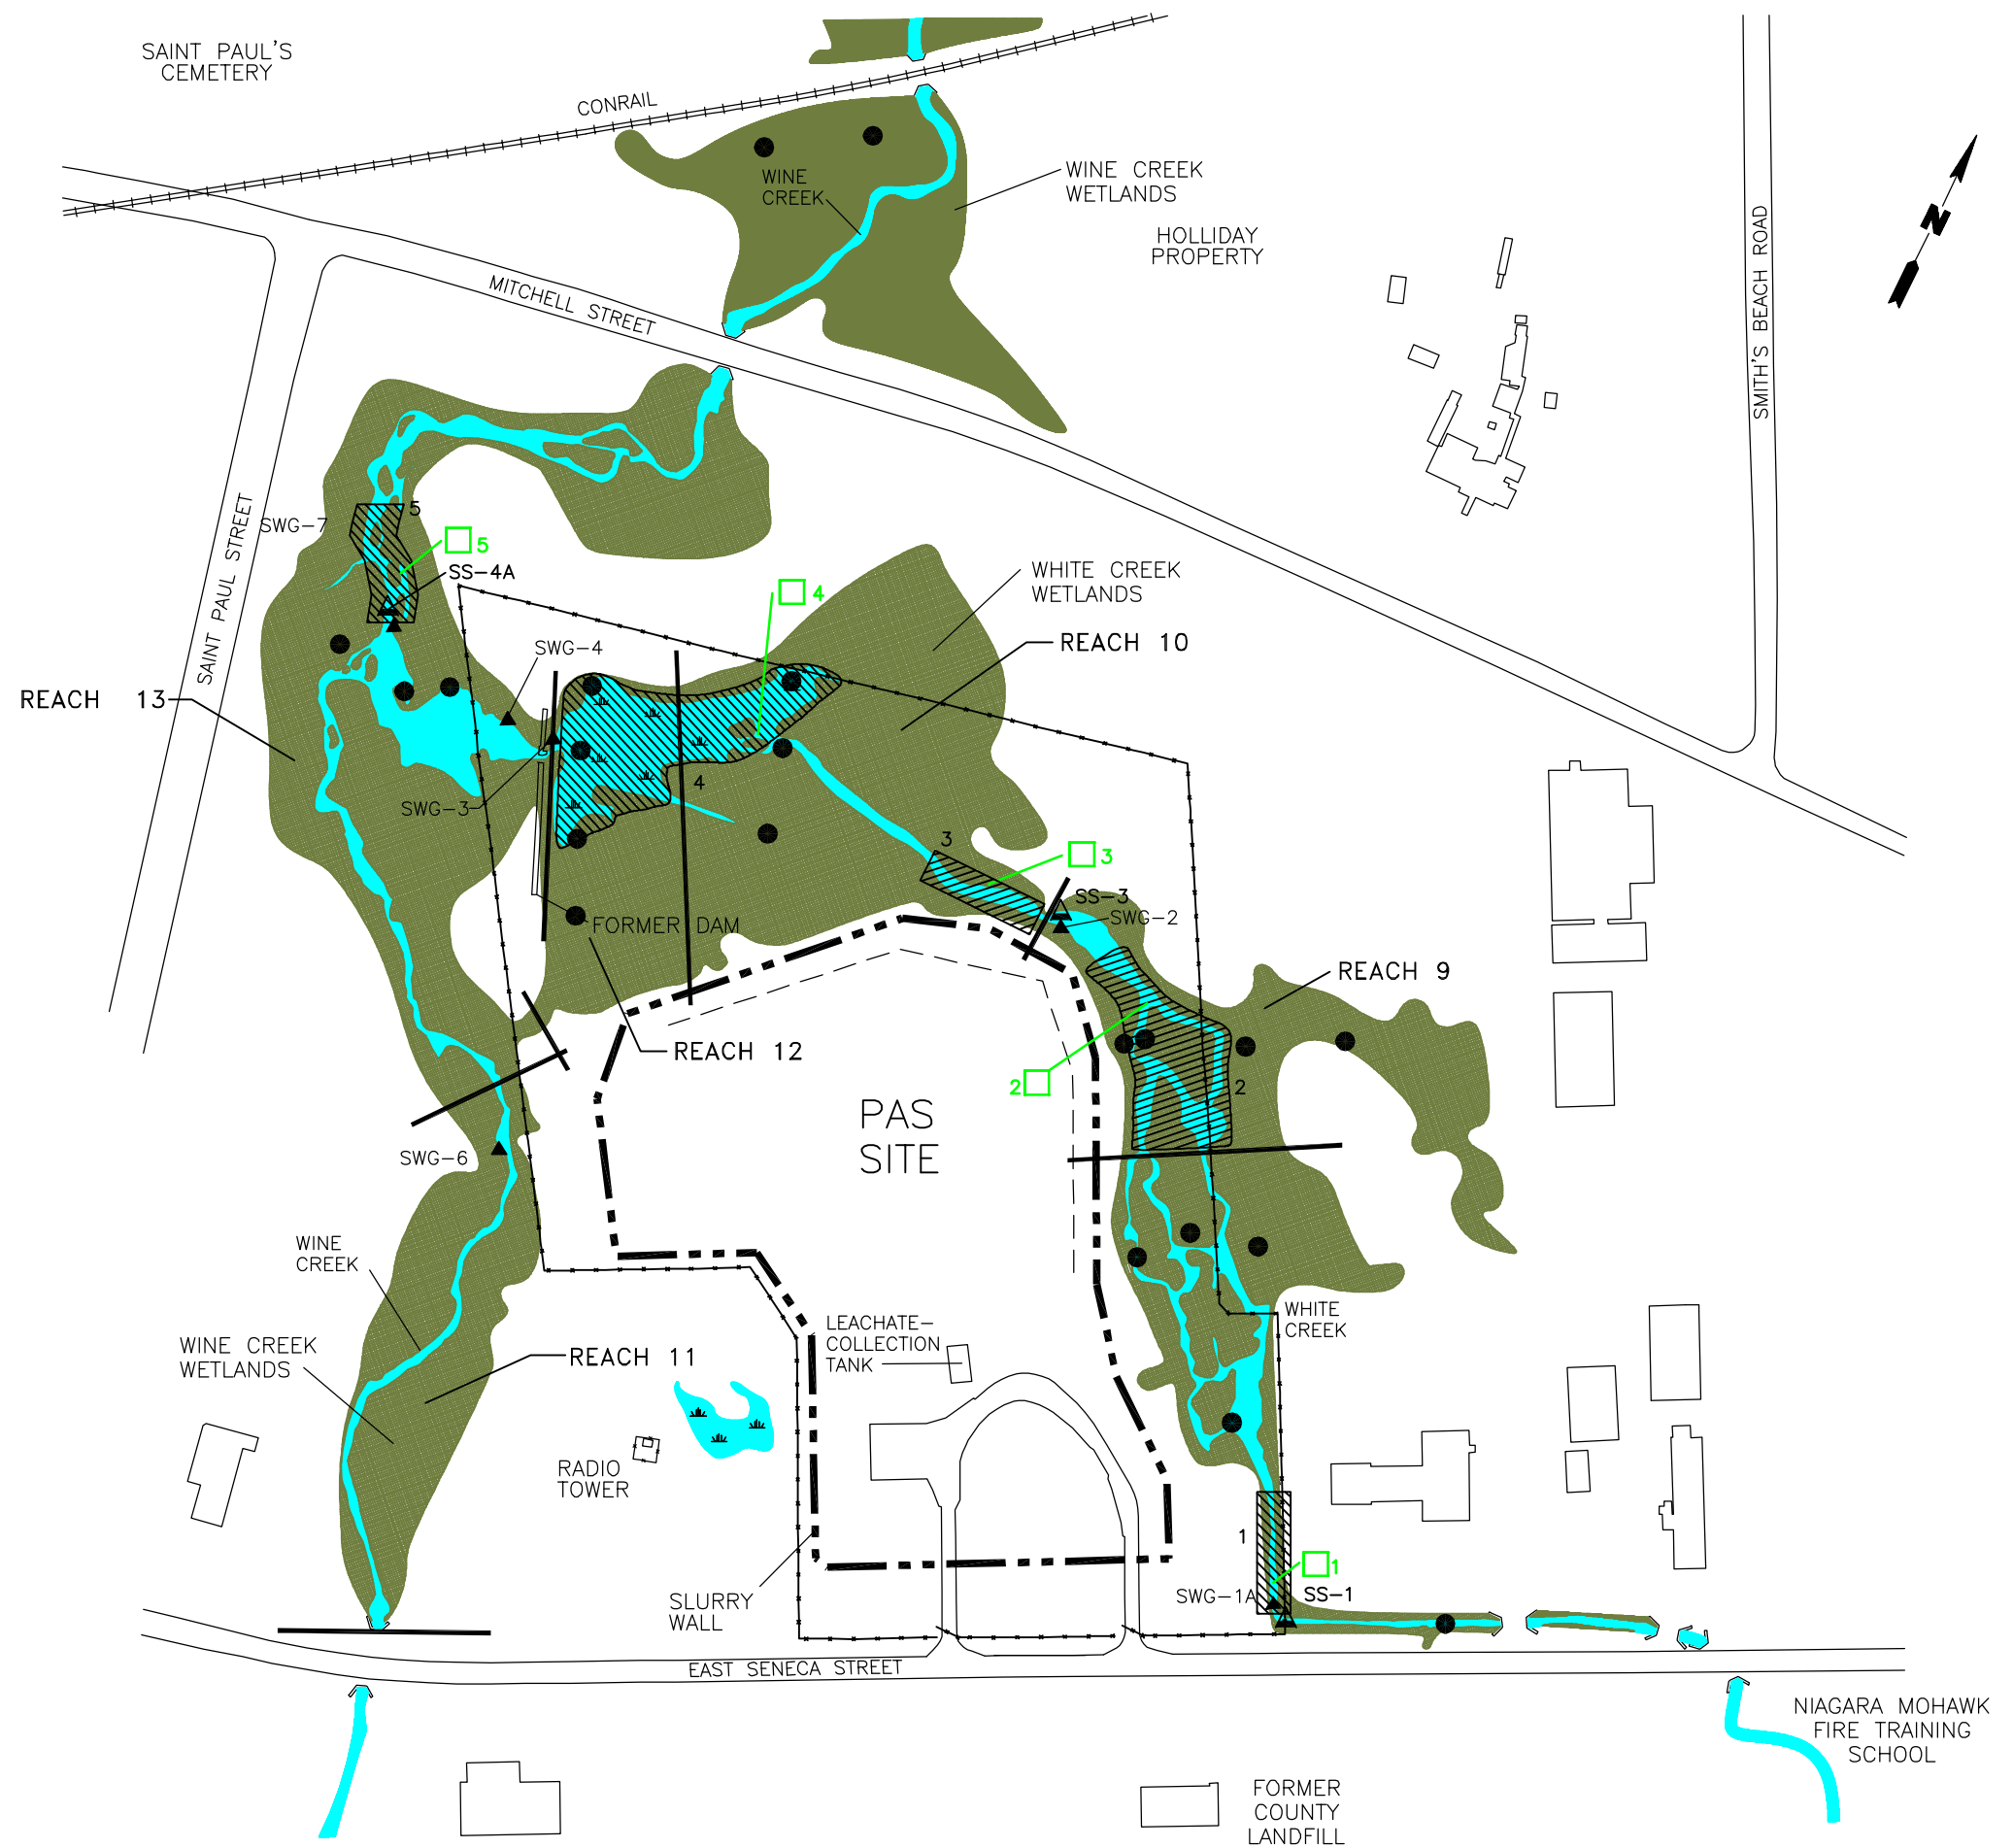 SAINT PAUL'S
CEMETERY
CONRAIL
WINE
CREEK
WINE CREEK
WETLANDS
HOLLIDAY
PROPERTY
N
SMITH'S BEACH ROAD
MITCHELL STREET
SAINT PAUL STREET
SWG-7
5
5
SS-4A
4
WHITE CREEK
WETLANDS
REACH 10
SWG-4
REACH 13
SWG-3
4
3
3
SS-3
SWG-2
FORMER DAM
REACH 9
REACH 12
2
2
PAS
SITE
SWG-6
WINE
CREEK
WINE CREEK
WETLANDS
REACH 11
LEACHATE-
COLLECTION
TANK
WHITE
CREEK
RADIO
TOWER
1
1
SWG-1A
SS-1
SLURRY
WALL
EAST SENECA STREET
NIAGARA MOHAWK
FIRE TRAINING
SCHOOL
FORMER
COUNTY
LANDFILL